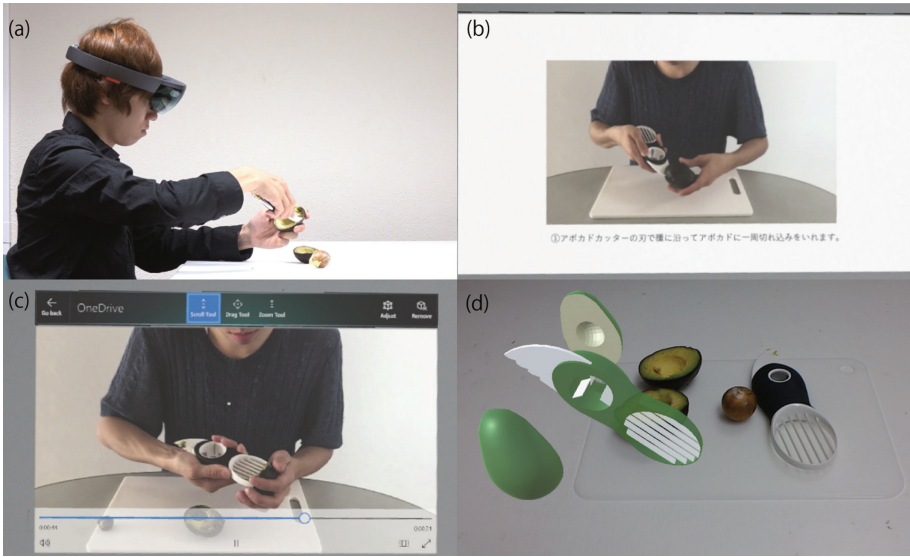 (a)
(b)
①アボカドカッターの刃で種に沿ってアボカドに一周切れ込みをいれます。
(c)
Go back
OneDrive
Scroll Tool
Drag Tool
Zoom Tool
Adjust
Remove
0:00:44
0:00:21
(d)